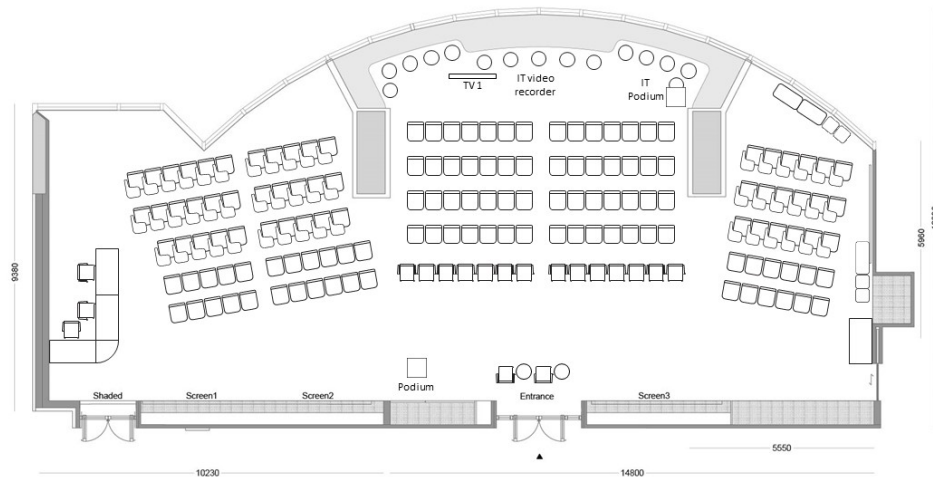 TV 1
IT video
recorder
IT
Podium
9380
5960
Podium
Shaded
Screen1
Screen2
Entrance
Screen3
5550
10230
14800